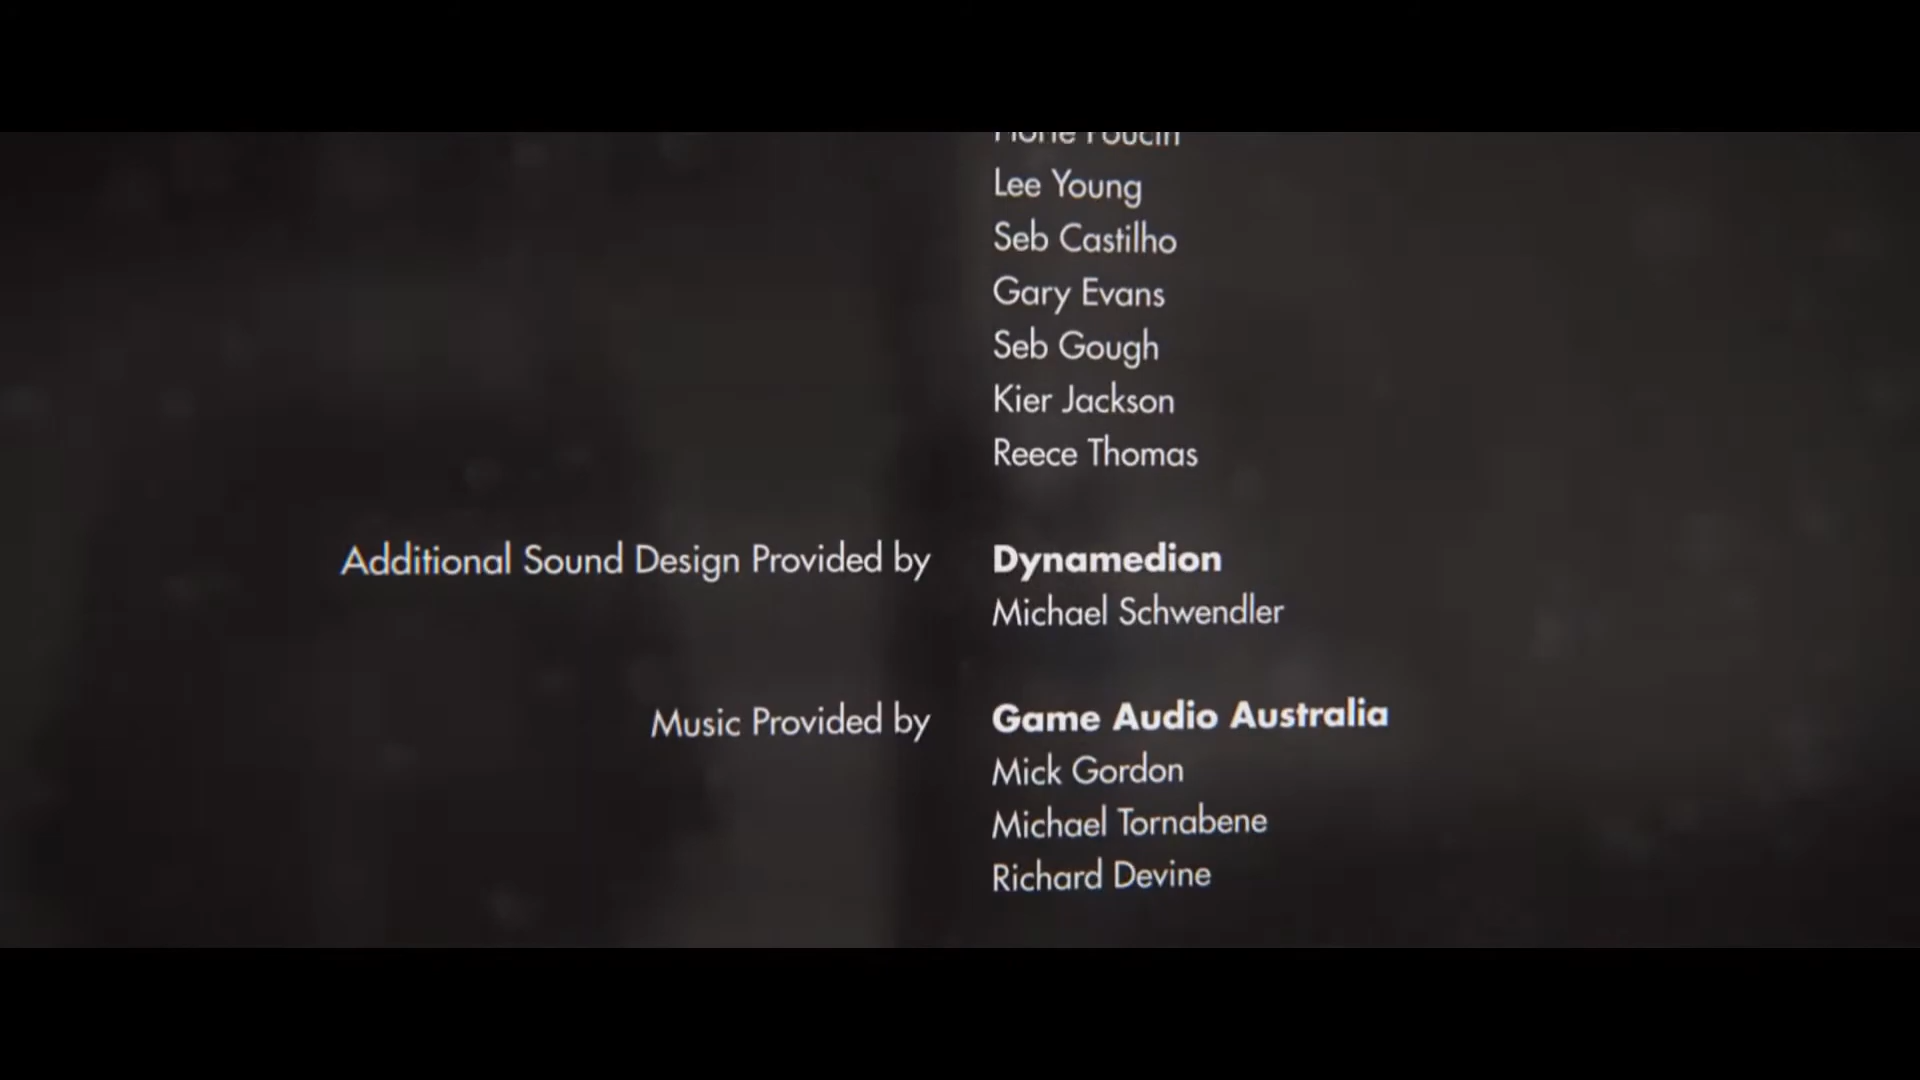 Lee Young
Seb Castilho
Gary Evans
Seb Gough
Kier Jackson
Reece Thomas
Additional Sound Design Provided by Dynamedion
Michael Schwendler
Music Provided by Game Audio Australia
Mick Gordon
Michael Tornabene
Richard Devine